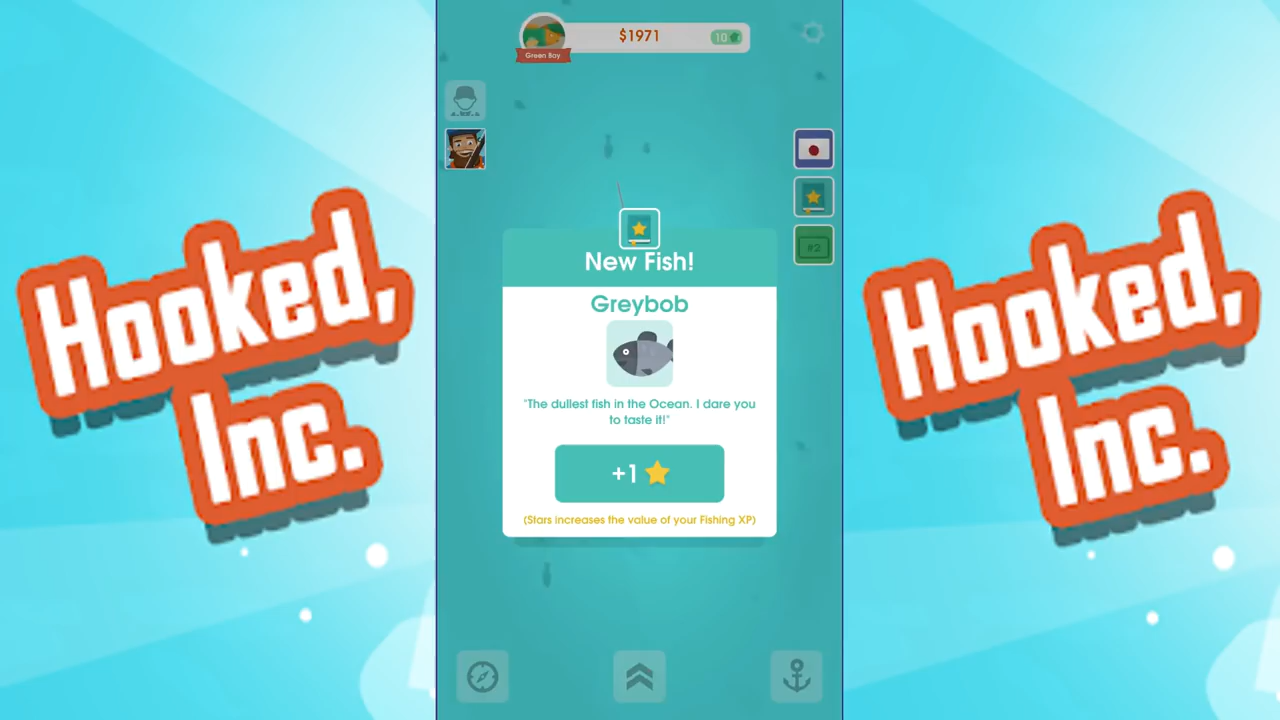 $1971
10
Green Bay
#2
New Fish!
Greybob
"The dullest fish in the Ocean. I dare you
to taste it!"
+1
(Stars increases the value of your Fishing XP)
Hooked,
Inc.
Hooked,
Inc.